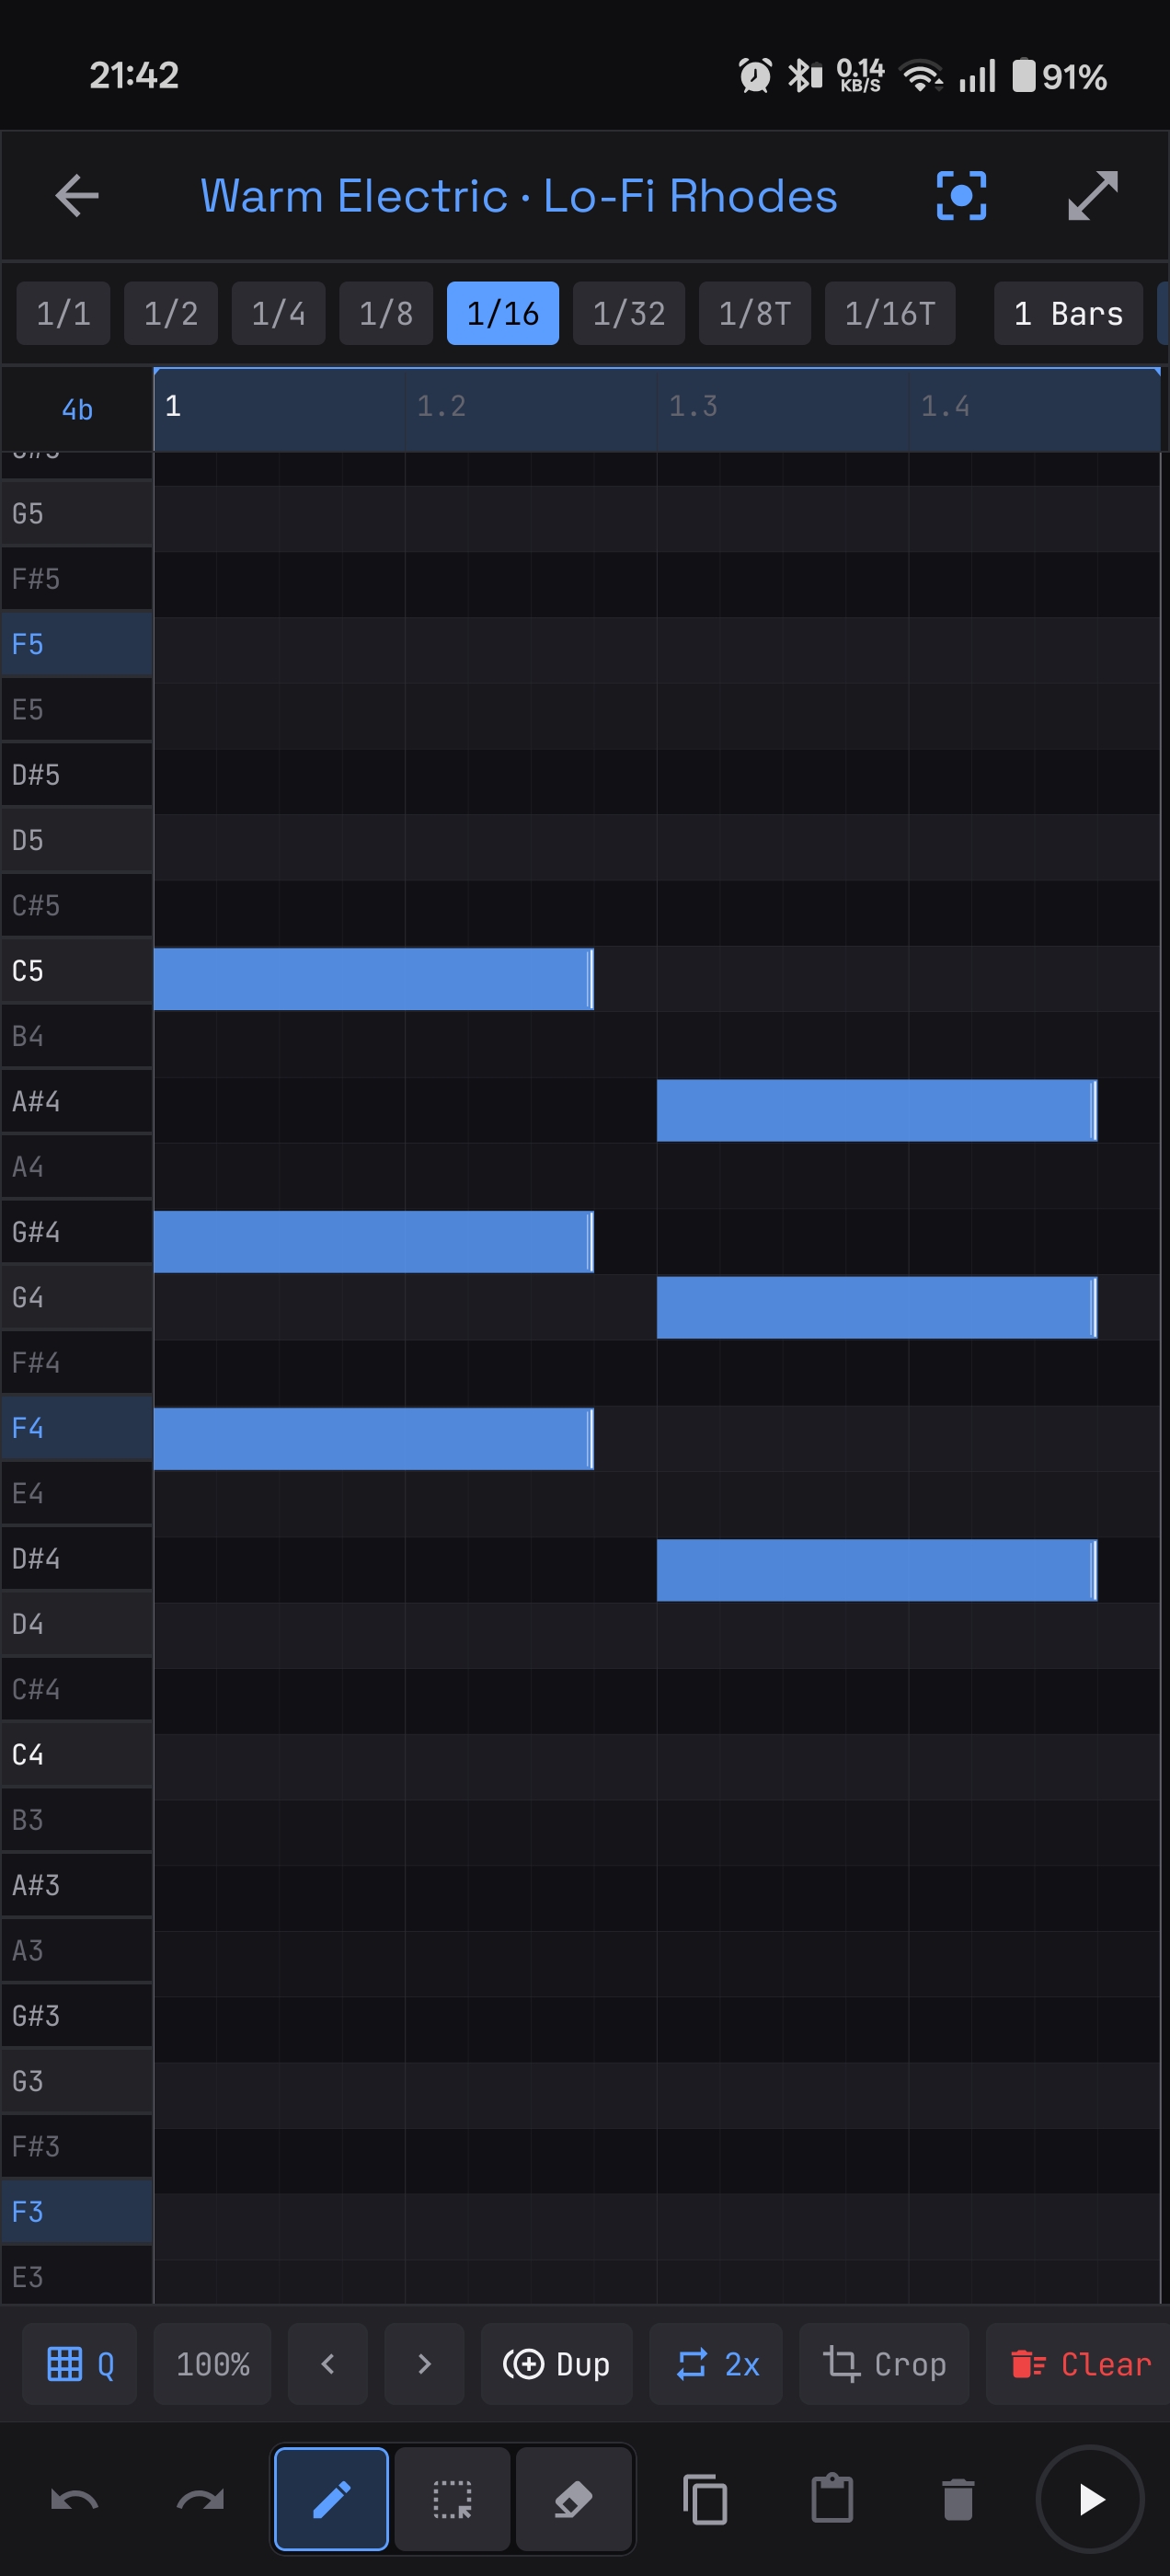 21:42
0.14
KB/S
91%
Warm Electric · Lo-Fi Rhodes
1/1 1/2 1/4 1/8 1/16 1/32 1/8T 1/16T 1 Bars
4b 1 1.2 1.3 1.4
G5
F#5
F5
E5
D#5
D5
C#5
C5
B4
A#4
A4
G#4
G4
F#4
F4
E4
D#4
D4
C#4
C4
B3
A#3
A3
G#3
G3
F#3
F3
E3
Q 100% < > Dup 2x Crop Clear